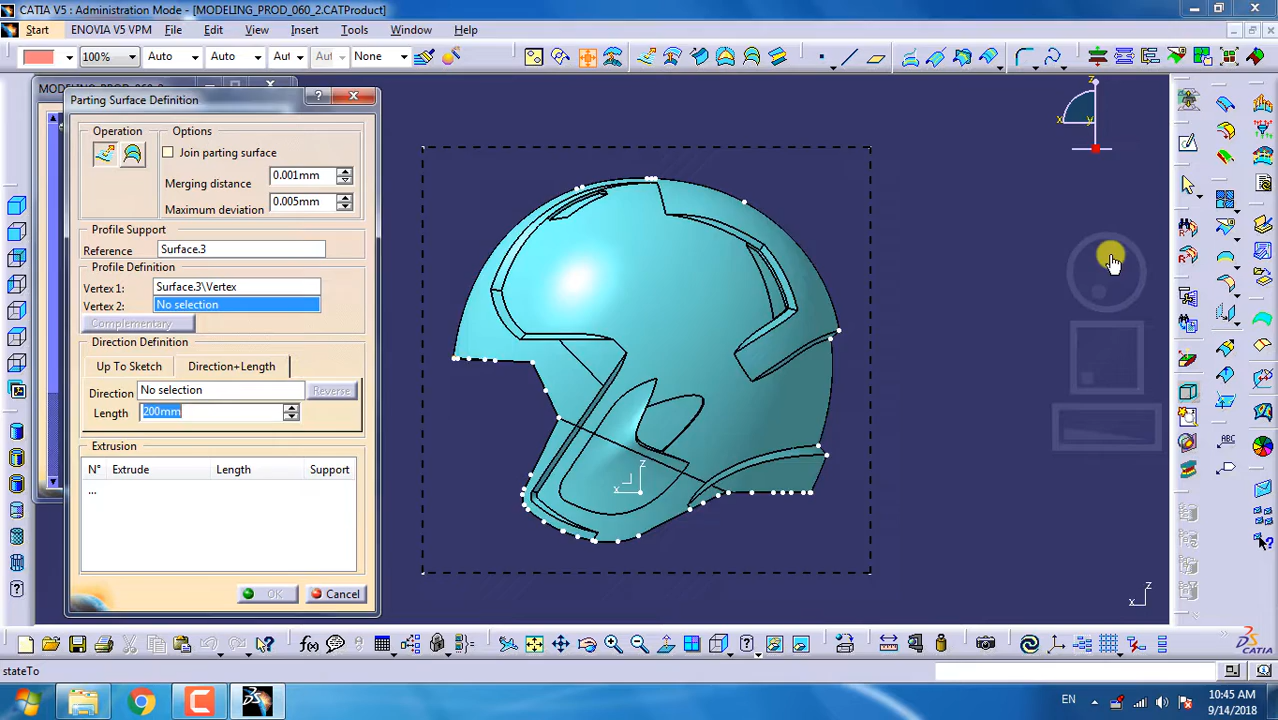 CATIA V5 : Administration Mode - [MODELING_PROD_060_2.CATProduct]
Start ENOVIA V5 VPM File Edit View Insert Tools Window Help
100% Auto Auto Aut None
Parting Surface Definition ?
Operation Options
Join parting surface
Merging distance 0.001mm
Maximum deviation 0.005mm
Profile Support
Reference Surface.3
Profile Definition
Vertex 1: Surface.3\Vertex
Vertex 2: No selection
Complementary
Direction Definition
Up To Sketch Direction+Length
Direction No selection Reverse
Length 200mm
Extrusion
N° Extrude Length Support
...
OK Cancel
z
x y
z
x
z
x
ABC
f(x)
stateTo
CATIA
EN
10:45 AM
9/14/2018